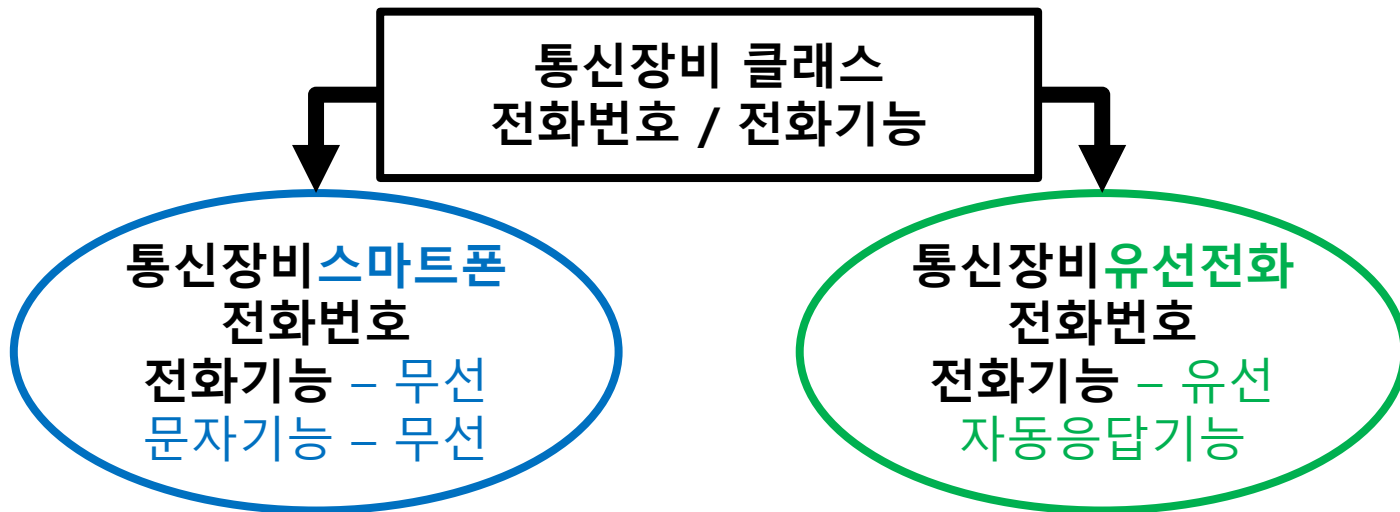 통신장비 클래스
전화번호 / 전화기능
통신장비스마트폰
전화번호
전화기능 – 무선
문자기능 – 무선
통신장비유선전화
전화번호
전화기능 – 유선
자동응답기능